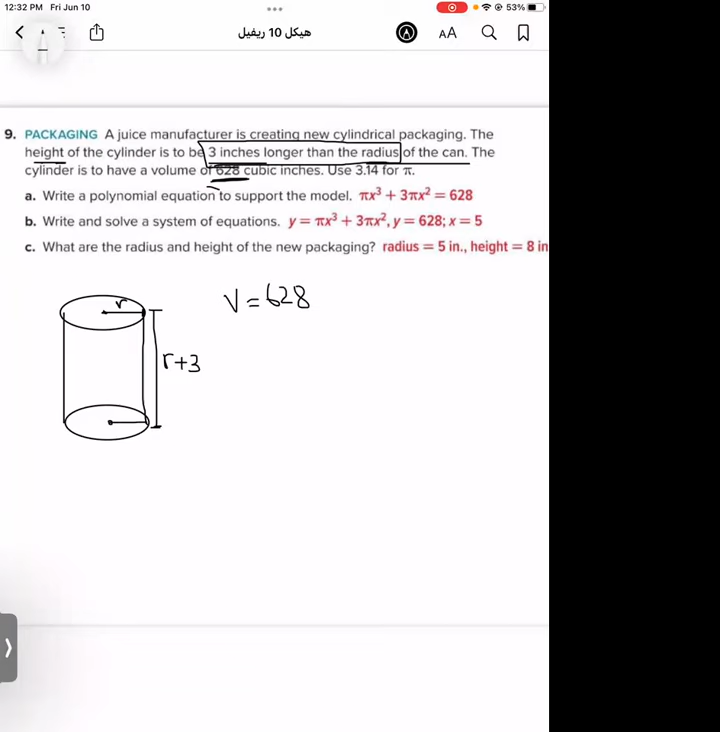 12:32 PM Fri Jun 10
53%
هيكل 10 ريفيل
AA
9. PACKAGING A juice manufacturer is creating new cylindrical packaging. The
height of the cylinder is to be 3 inches longer than the radius of the can. The
cylinder is to have a volume of 628 cubic inches. Use 3.14 for π.
a. Write a polynomial equation to support the model. πx³ + 3πx² = 628
b. Write and solve a system of equations. y = πx³ + 3πx², y = 628; x = 5
c. What are the radius and height of the new packaging? radius = 5 in., height = 8 in
r
V = 628
r+3